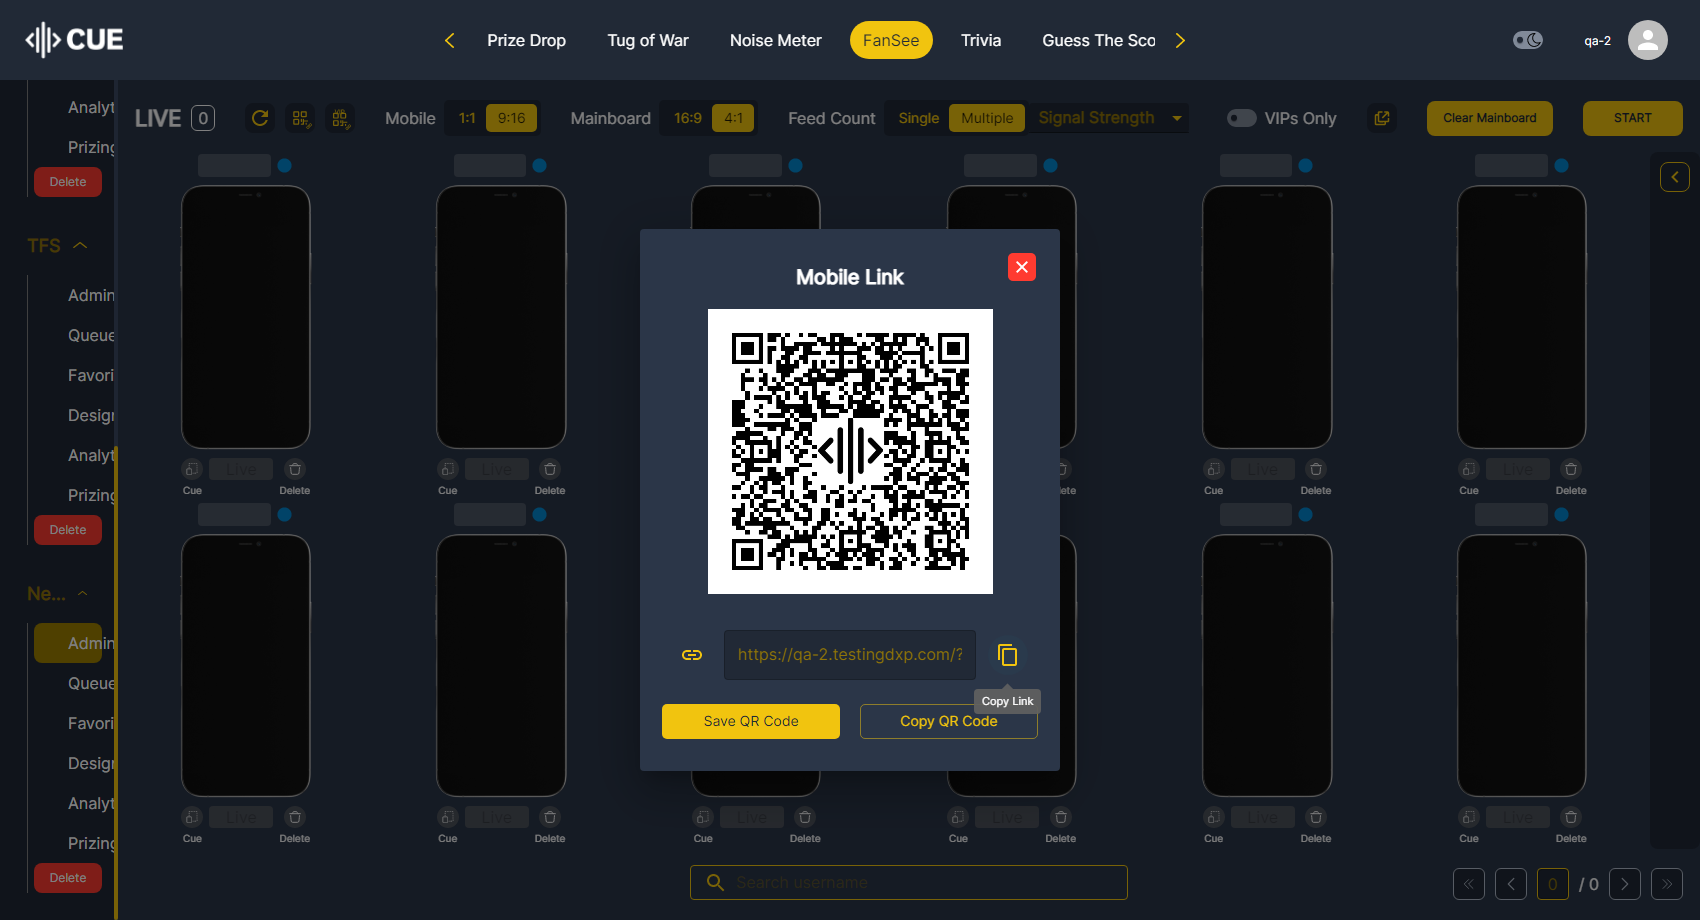 CUE
Prize Drop
Tug of War
Noise Meter
FanSee
Trivia
Guess The Sco
qa-2
Analyt
Prizing
Delete
TFS
Admin
Queue
Favori
Design
Analyt
Prizing
Delete
Ne...
Admin
Queue
Favori
Design
Analyt
Prizing
Delete
LIVE 0
Mobile 1:1 9:16
Mainboard 16:9 4:1
Feed Count Single Multiple
Signal Strength
VIPs Only
Clear Mainboard
START
Live
Live
Live
Live
Cue Delete
Cue Delete
ete
Cue Delete
Cue Delete
Mobile Link
https://qa-2.testingdxp.com/?
Copy Link
Save QR Code
Copy QR Code
Live
Live
Live
Live
Live
Live
Cue Delete
Cue Delete
Cue Delete
Cue Delete
Cue Delete
Cue Delete
Search username
0 / 0